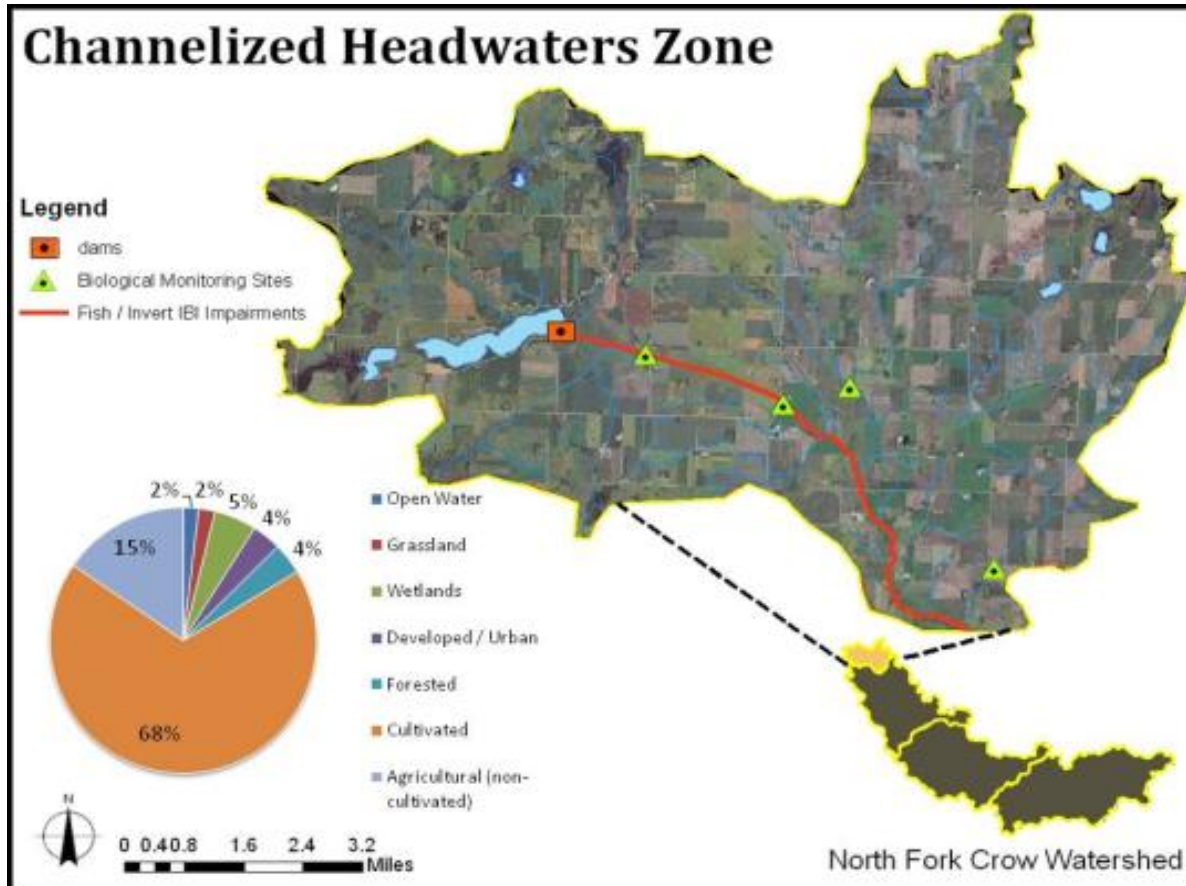 Channelized Headwaters Zone
Legend
dams
Biological Monitoring Sites
Fish / Invert IBI Impairments
2%
2%
5%
4%
4%
15%
68%
Open Water
Grassland
Wetlands
Developed / Urban
Forested
Cultivated
Agricultural (non-
cultivated)
N
0 0.40.8 1.6 2.4 3.2
Miles
North Fork Crow Watershed